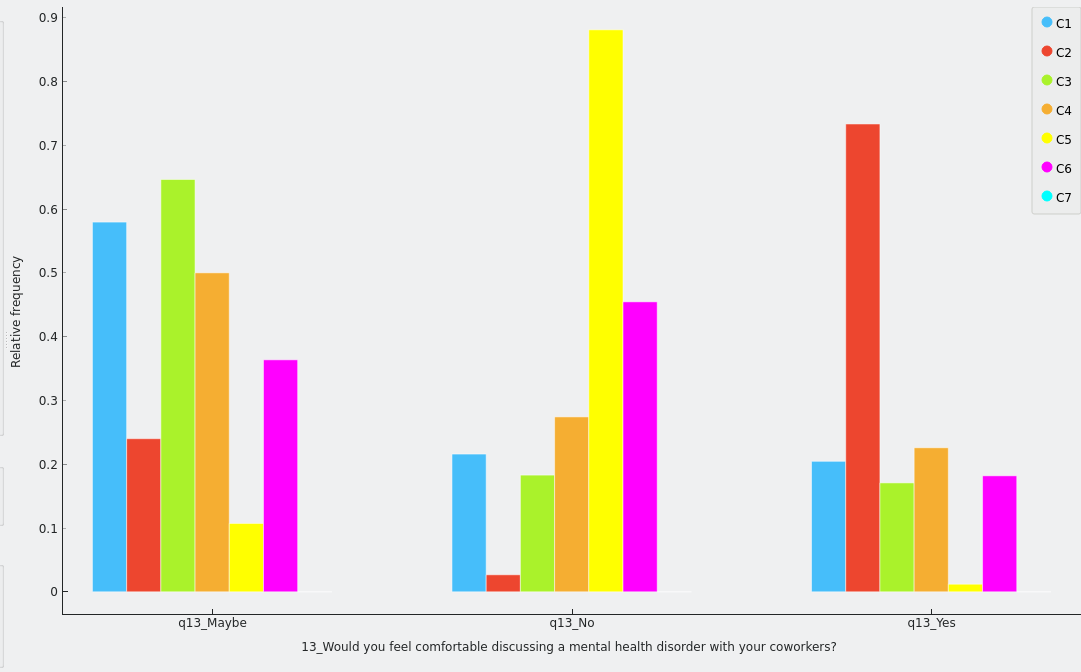 0.9
0.8
0.7
0.6
0.5
0.4
0.3
0.2
0.1
0
Relative frequency
q13_Maybe
q13_No
q13_Yes
13_Would you feel comfortable discussing a mental health disorder with your coworkers?
C1
C2
C3
C4
C5
C6
C7